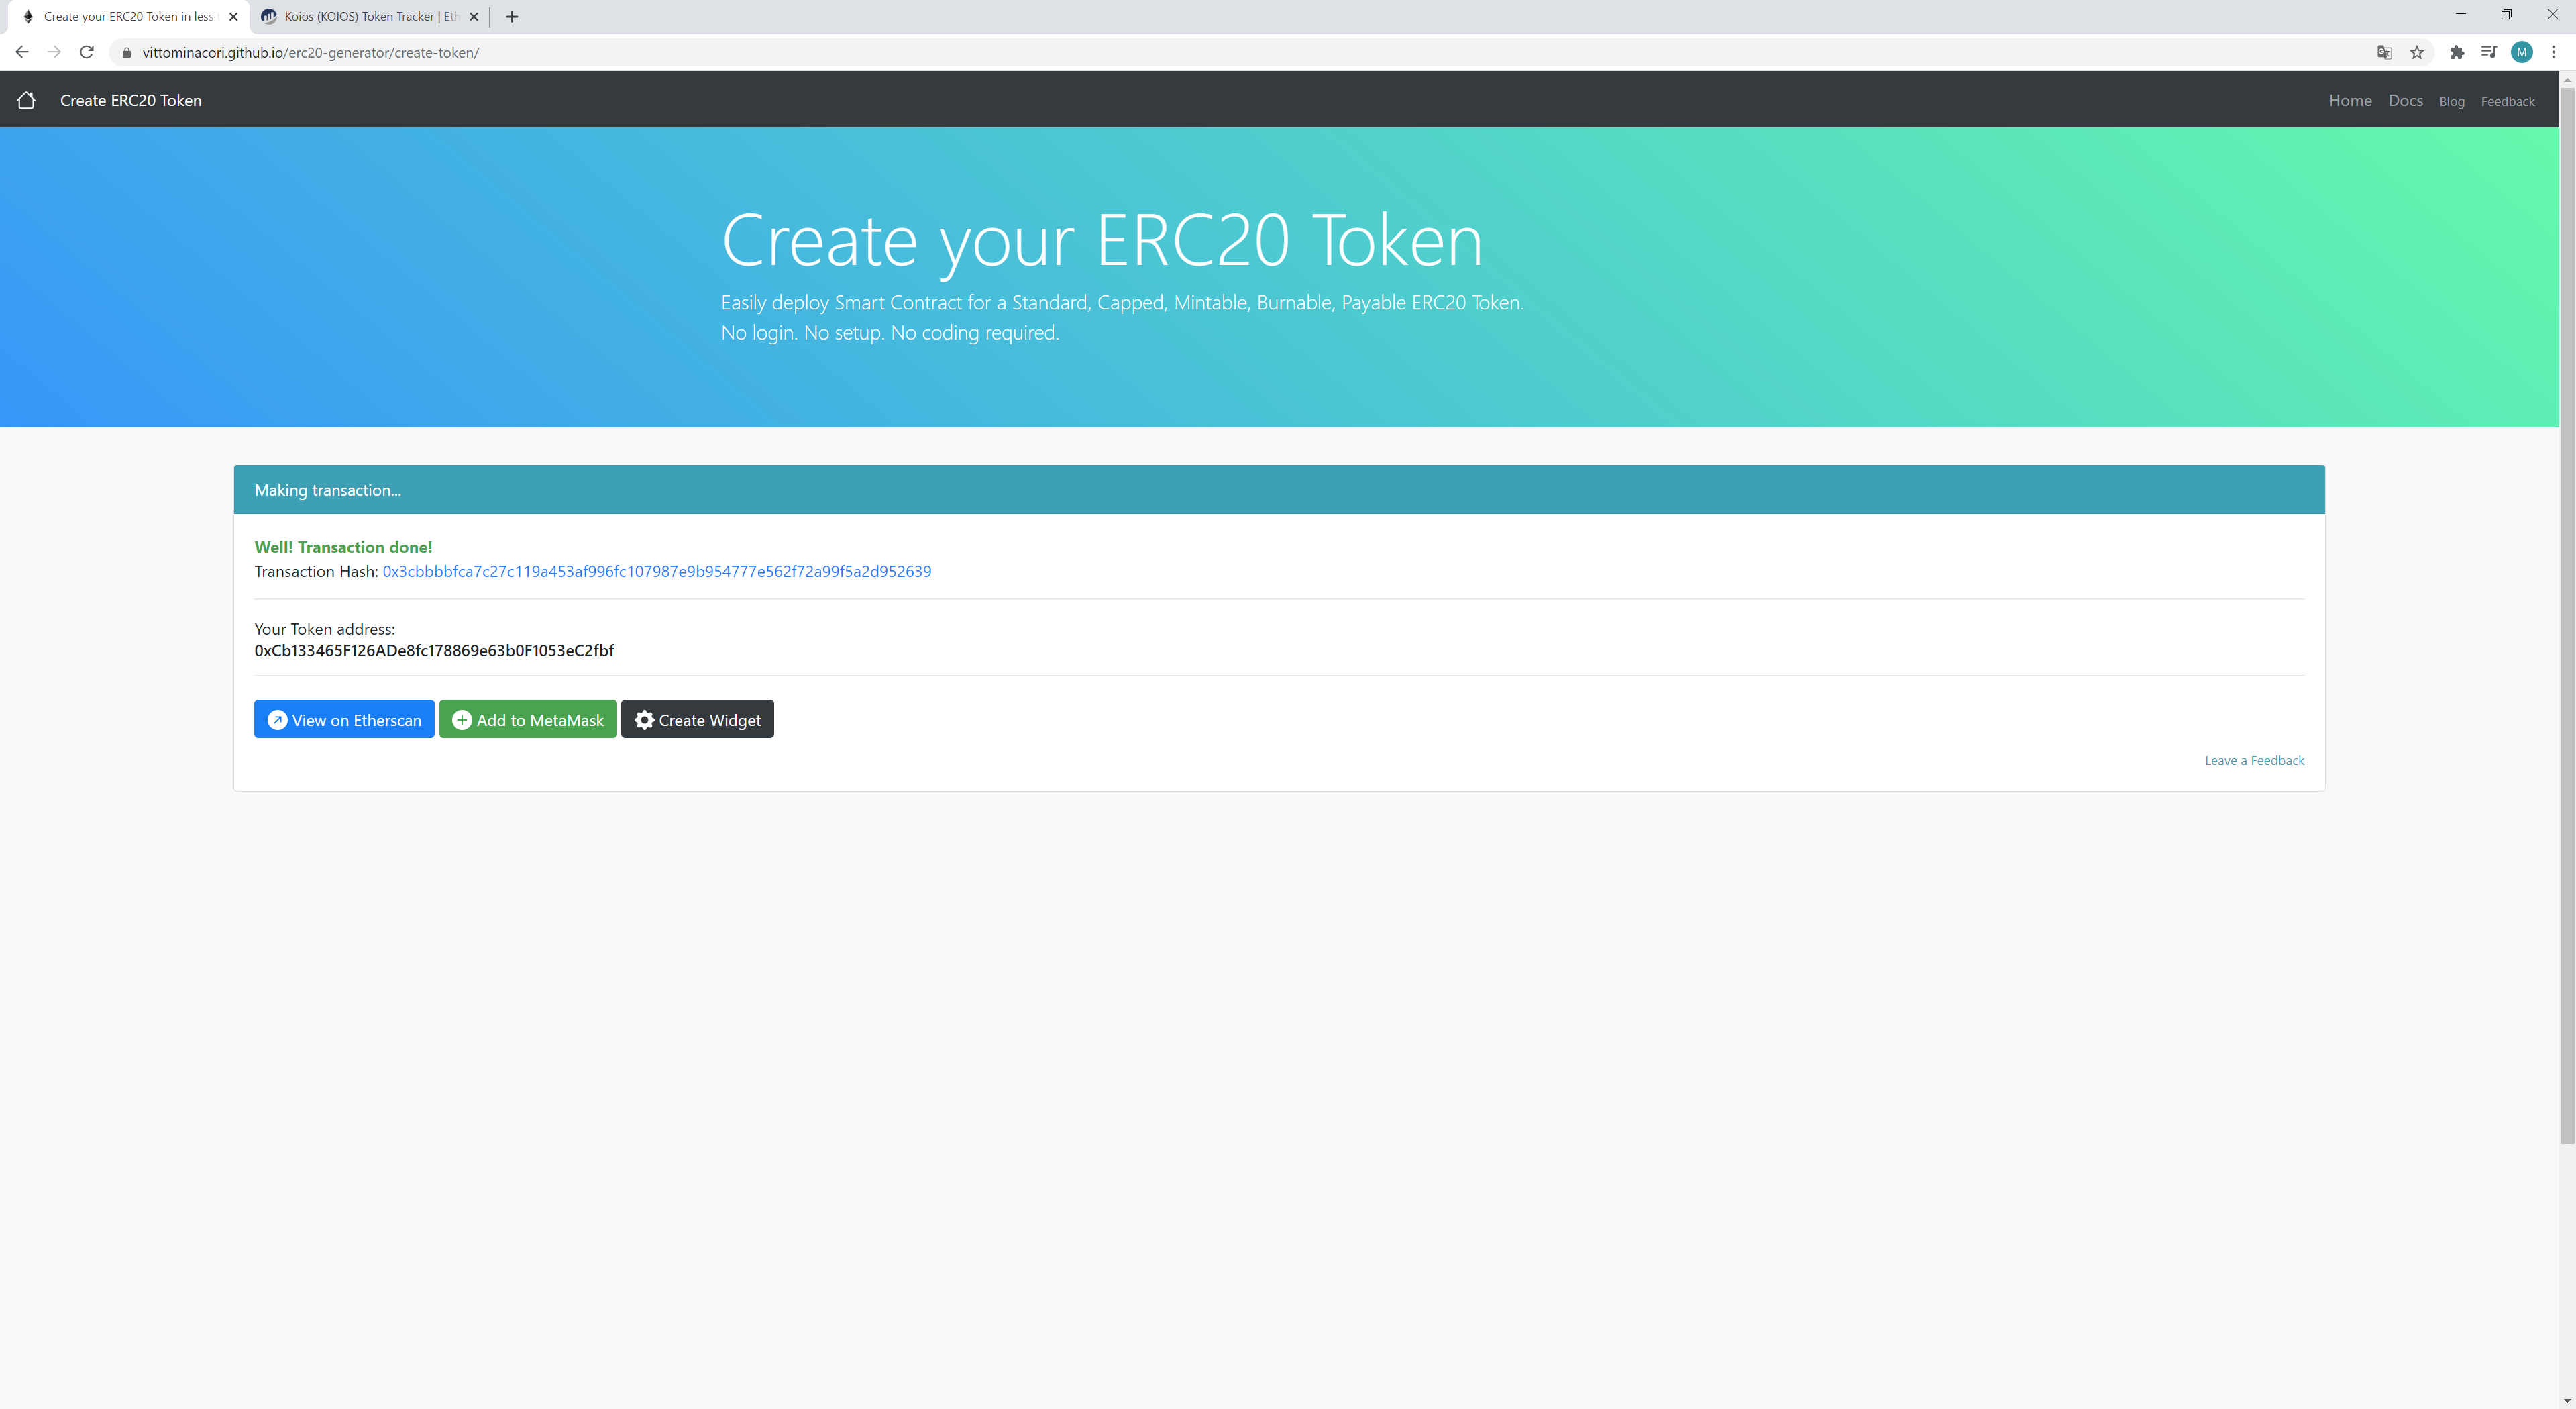 Create your ERC20 Token in less
Koios (KOIOS) Token Tracker | Eth
vittominacori.github.io/erc20-generator/create-token/
M
Create ERC20 Token
Home Docs Blog Feedback
Create your ERC20 Token
Easily deploy Smart Contract for a Standard, Capped, Mintable, Burnable, Payable ERC20 Token.
No login. No setup. No coding required.
Making transaction...
Well! Transaction done!
Transaction Hash: 0x3cbbbbfca7c27c119a453af996fc107987e9b954777e562f72a99f5a2d952639
Your Token address:
0xCb133465F126ADe8fc178869e63b0F1053eC2fbf
View on Etherscan Add to MetaMask Create Widget
Leave a Feedback